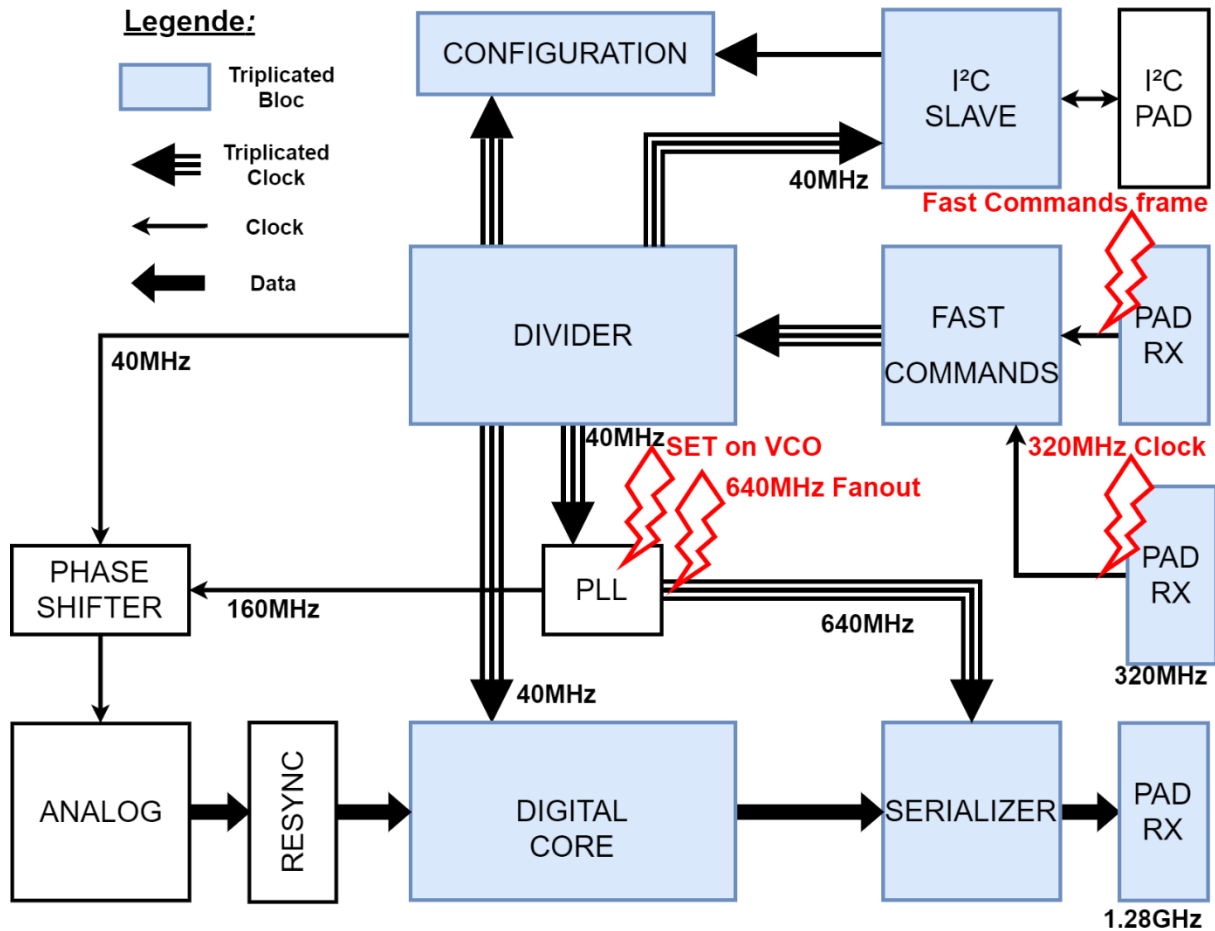 Legende:
Triplicated
Bloc
Triplicated
Clock
Clock
Data
CONFIGURATION
I²C
SLAVE
I²C
PAD
40MHz
Fast Commands frame
DIVIDER
FAST
COMMANDS
PAD
RX
40MHz
40MHz
SET on VCO
640MHz Fanout
320MHz Clock
PAD
RX
320MHz
PHASE
SHIFTER
160MHz
PLL
640MHz
40MHz
ANALOG
RESYNC
DIGITAL
CORE
SERIALIZER
PAD
RX
1.28GHz